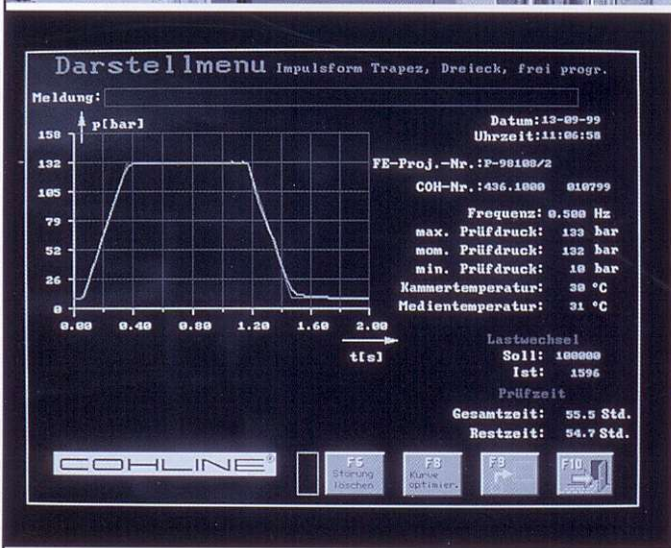 Darstellmenu Impulsform Trapez, Dreieck, frei progr.
Meldung:
p[bar]
158
132
105
79
52
26
0
0.00 0.40 0.80 1.20 1.60 2.00
t[s]
Datum:13-09-99
Uhrzeit:11:06:58
FE-Proj.-Nr.:P-98108/2
COH-Nr.:436.1000 010799
Frequenz: 0.500 Hz
max. Prüfdruck: 133 bar
mom. Prüfdruck: 132 bar
min. Prüfdruck: 10 bar
Kammertemperatur: 30 °C
Medientemperatur: 31 °C
Lastwechsel
Soll: 100000
Ist: 1596
Prüfzeit
Gesamtzeit: 55.5 Std.
Restzeit: 54.7 Std.
COHLINE®
F5
Störung
löschen
F8
Kurve
optimier.
F9
F10